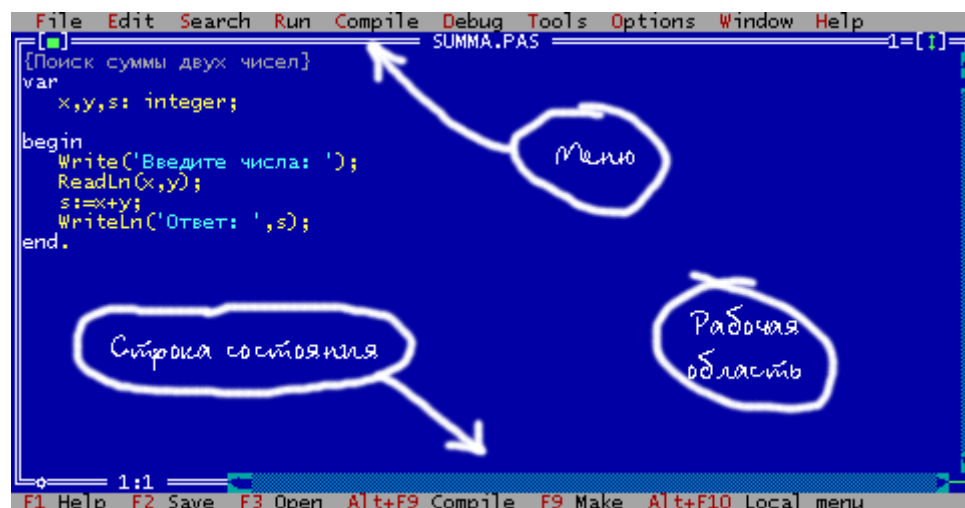 File Edit Search Run Compile Debug Tools Options Window Help
SUMMA.PAS 1=[↕]
{Поиск суммы двух чисел}
var
x,y,s: integer;
begin
Write('Введите числа: ');
ReadLn(x,y);
s:=x+y;
WriteLn('Ответ: ',s);
end.
Меню
Рабочая
область
Строка состояния
1:1
F1 Help F2 Save F3 Open Alt+F9 Compile F9 Make Alt+F10 Local menu